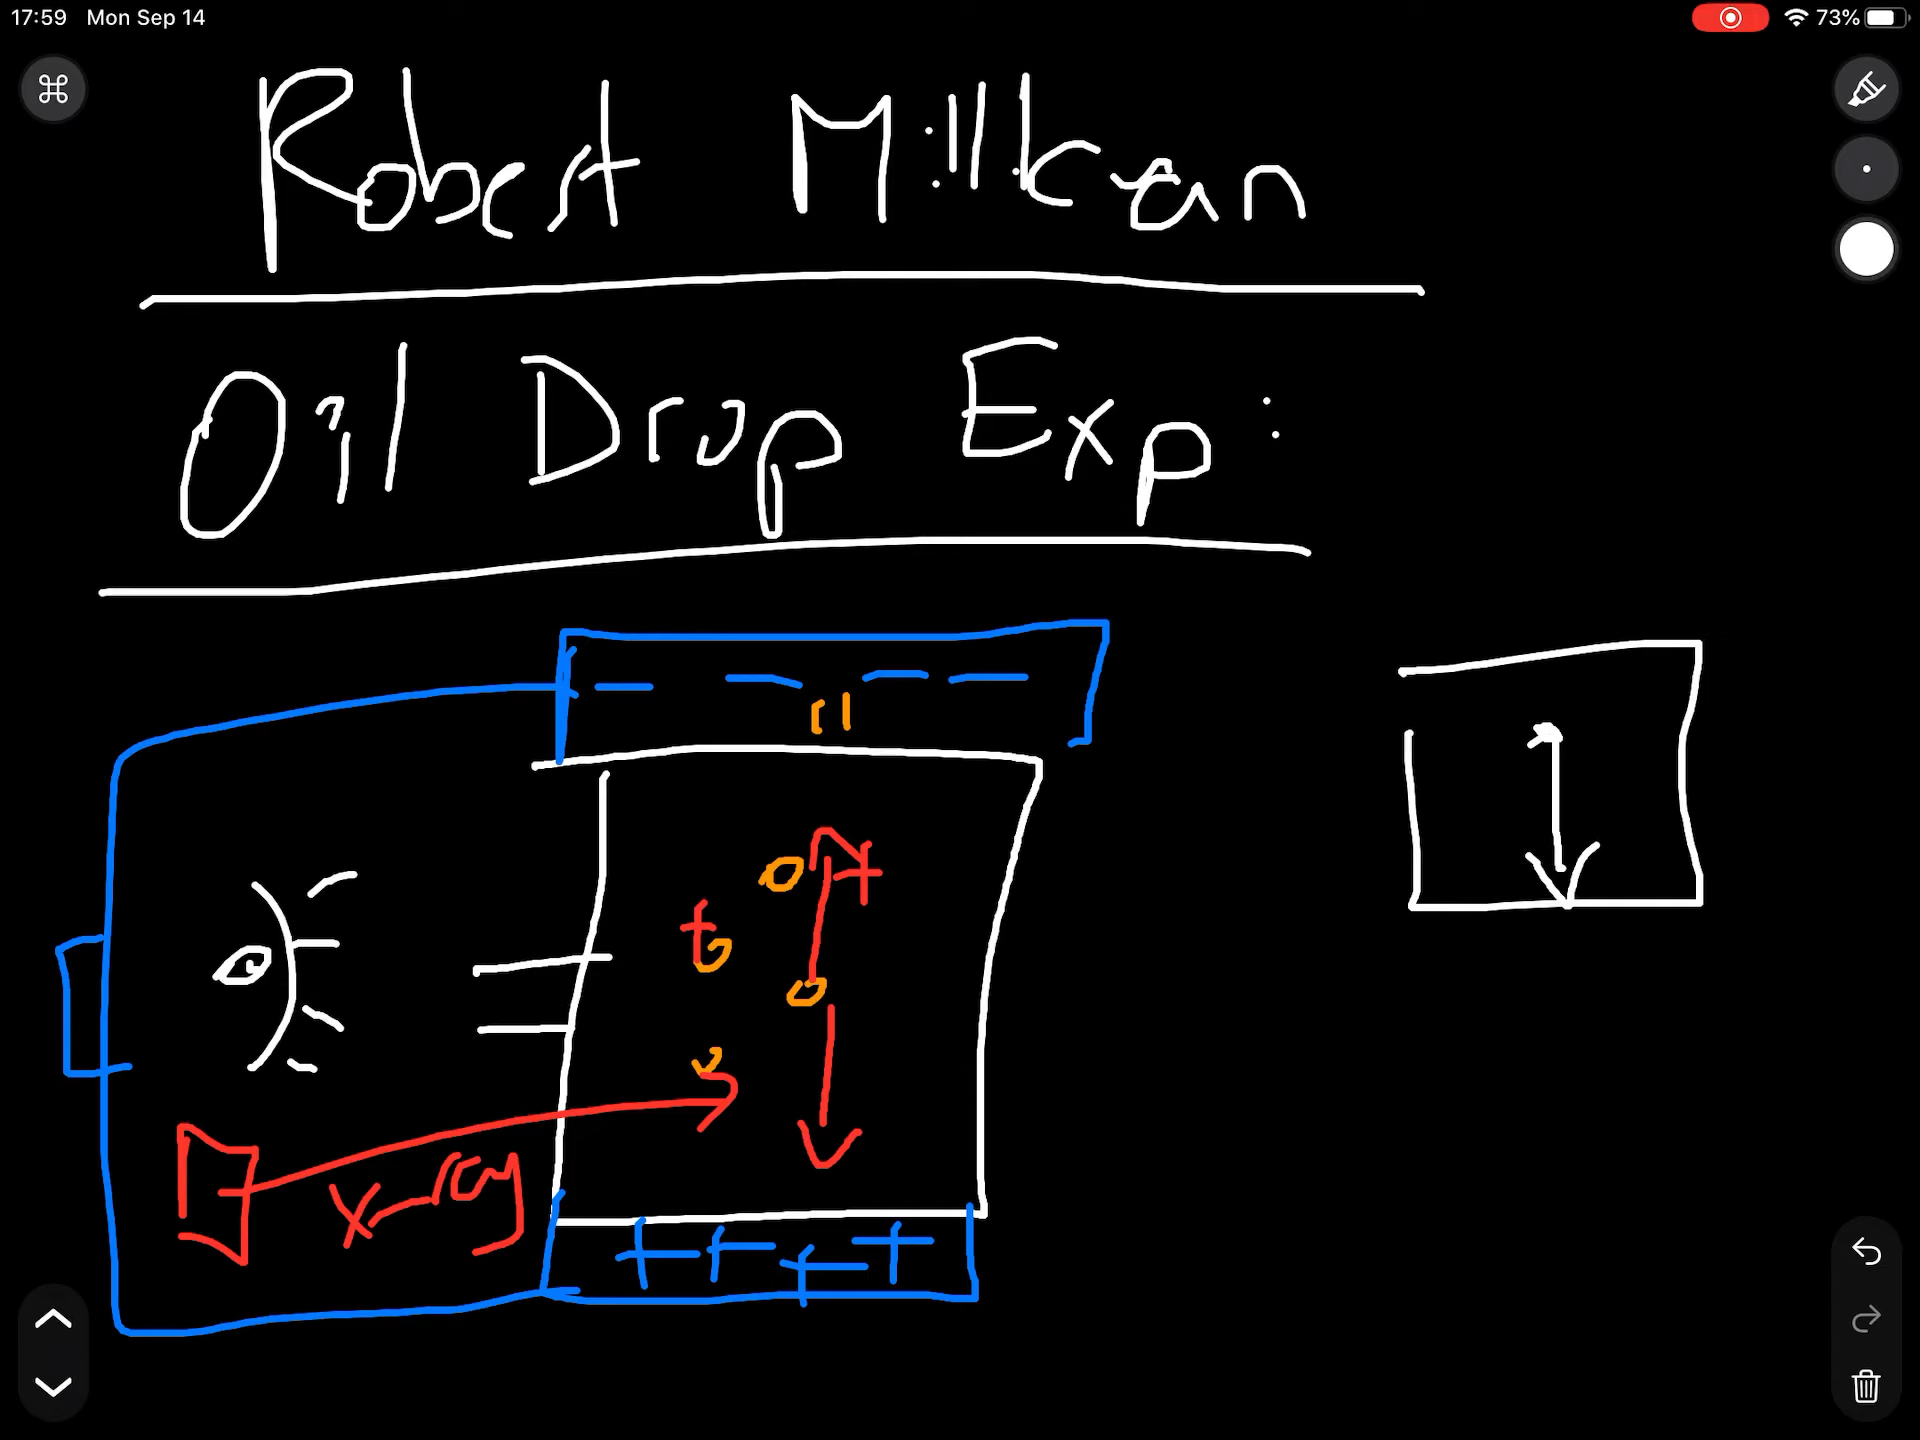 17:59 Mon Sep 14 73%
Robert Millikan
Oil Drop Exp:
- - - -
+
+
x-ray
+ + + +